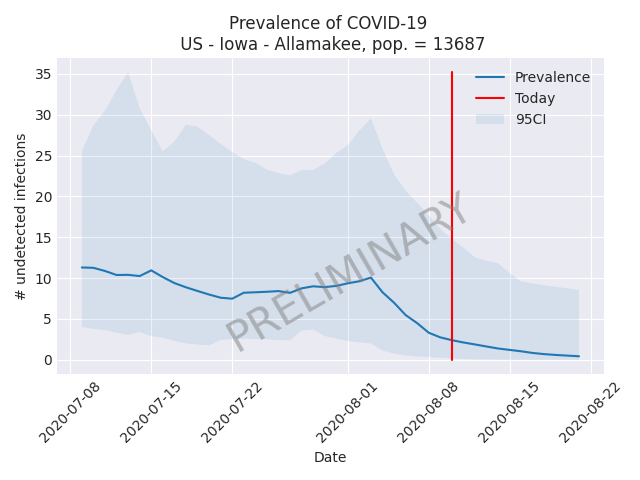 Prevalence of COVID-19
US - Iowa - Allamakee, pop. = 13687
35
30
25
20
15
10
5
0
# undetected infections
Prevalence
Today
95CI
PRELIMINARY
2020-07-08
2020-07-15
2020-07-22
2020-08-01
2020-08-08
2020-08-15
2020-08-22
Date